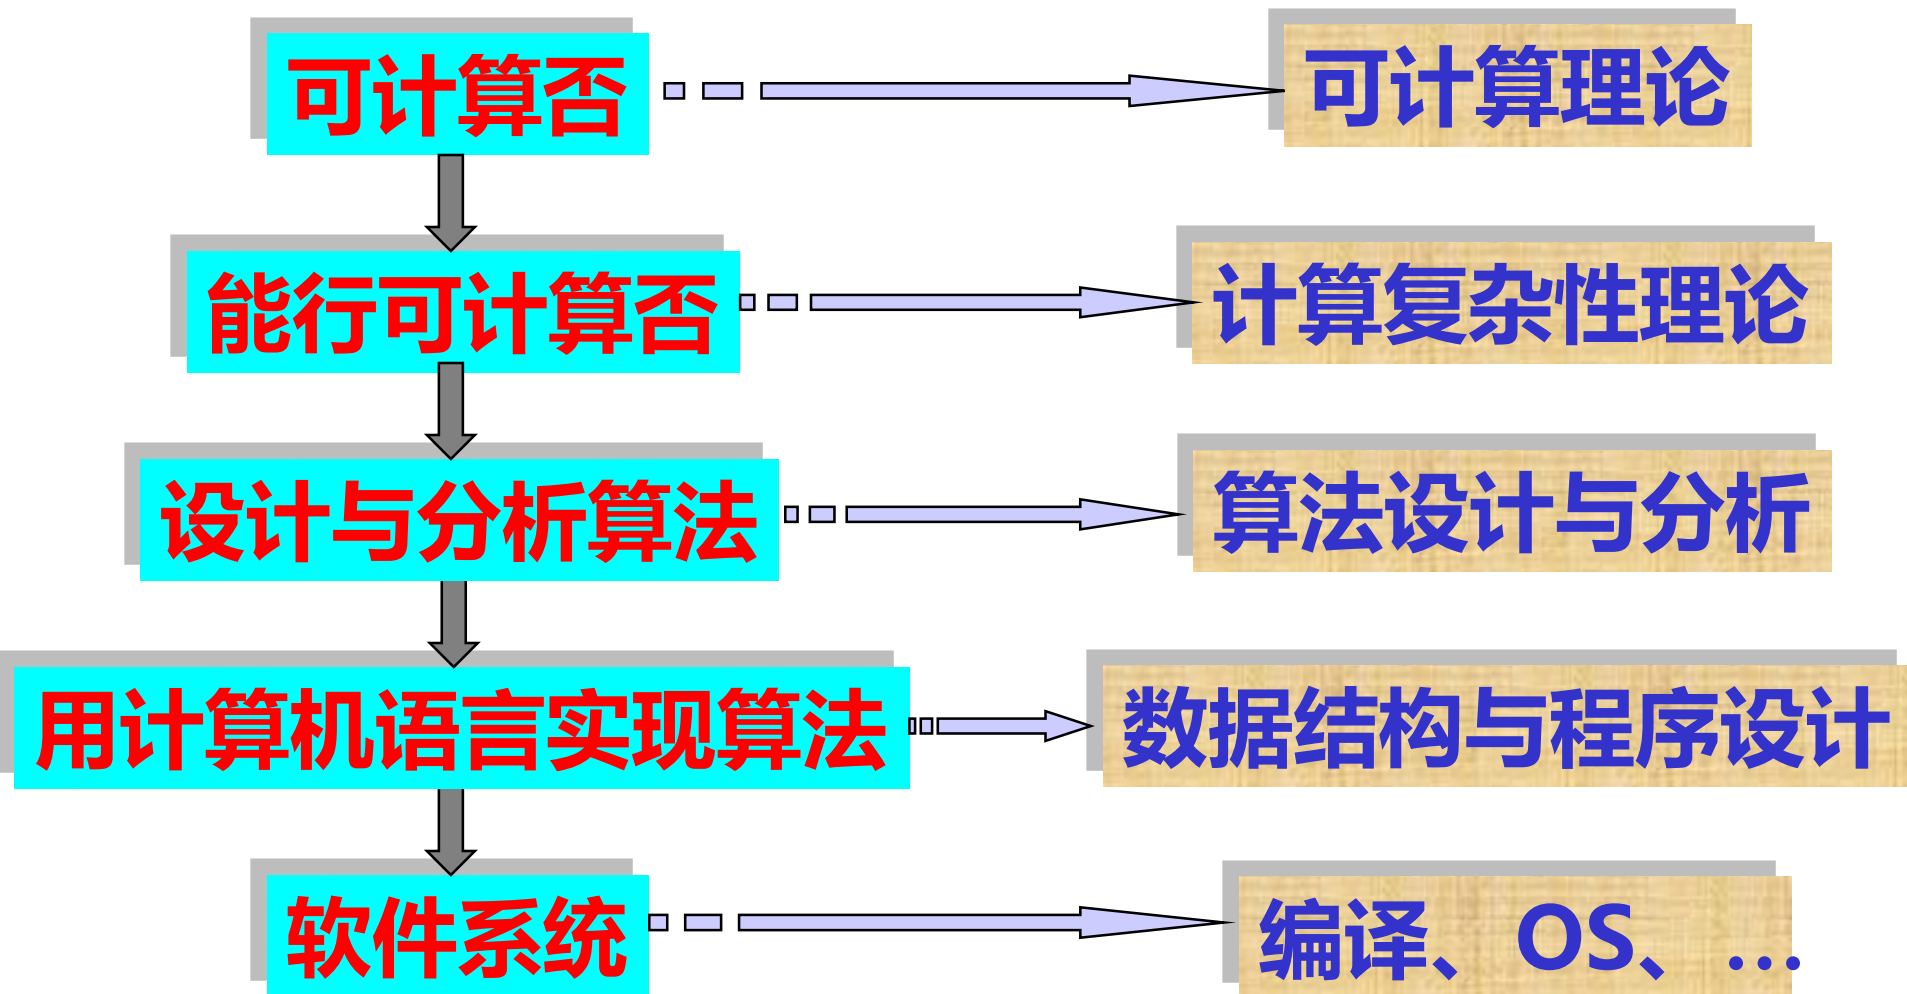 可计算否
可计算理论
能行可计算否
计算复杂性理论
设计与分析算法
算法设计与分析
用计算机语言实现算法
数据结构与程序设计
软件系统
编译、OS、…